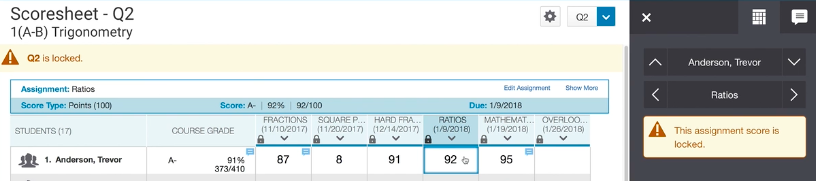 Scoresheet - Q2
1(A-B) Trigonometry
Q2
Q2 is locked.
Assignment: Ratios
Edit Assignment
Show More
Score Type: Points (100)
Score: A- | 92% | 92/100
Due: 1/9/2018
STUDENTS (17)
COURSE GRADE
FRACTIONS
(11/10/2017)
SQUARE P...
(11/20/2017)
HARD FRA...
(12/14/2017)
RATIOS
(1/9/2018)
MATHEMAT...
(1/19/2018)
OVERLOO...
(1/26/2018)
1. Anderson, Trevor
A-
91%
373/410
87
8
91
92
95
Anderson, Trevor
Ratios
This assignment score is
locked.